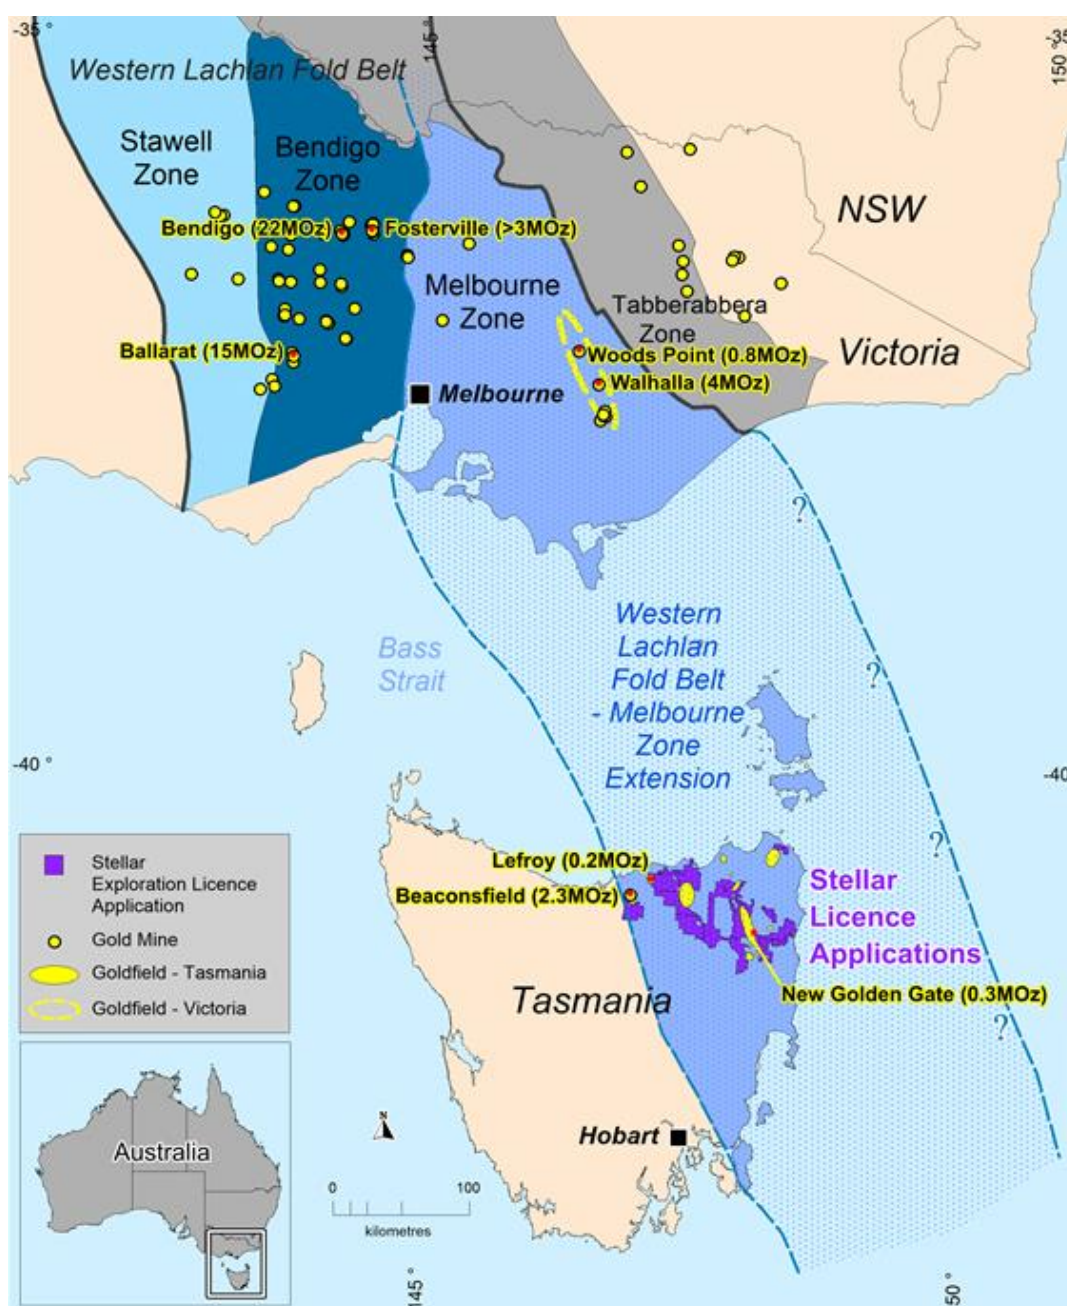 -35 °
145 °
-35
150 °
Western Lachlan Fold Belt
Stawell
Zone
Bendigo
Zone
NSW
Bendigo (22MOz)
Fosterville (>3MOz)
Melbourne
Zone
Tabberabbera
Zone
Ballarat (15MOz)
Woods Point (0.8MOz)
Victoria
Walhalla (4MOz)
Melbourne
?
Western
Lachlan
Fold Belt
- Melbourne
Zone
Extension
Bass
Strait
?
-40 °
-40
?
Stellar
Exploration Licence
Application
Gold Mine
Goldfield - Tasmania
Goldfield - Victoria
Lefroy (0.2MOz)
Beaconsfield (2.3MOz)
Stellar
Licence
Applications
Tasmania
New Golden Gate (0.3MOz)
?
Australia
N
Hobart
0 100
kilometres
145 °
50 °